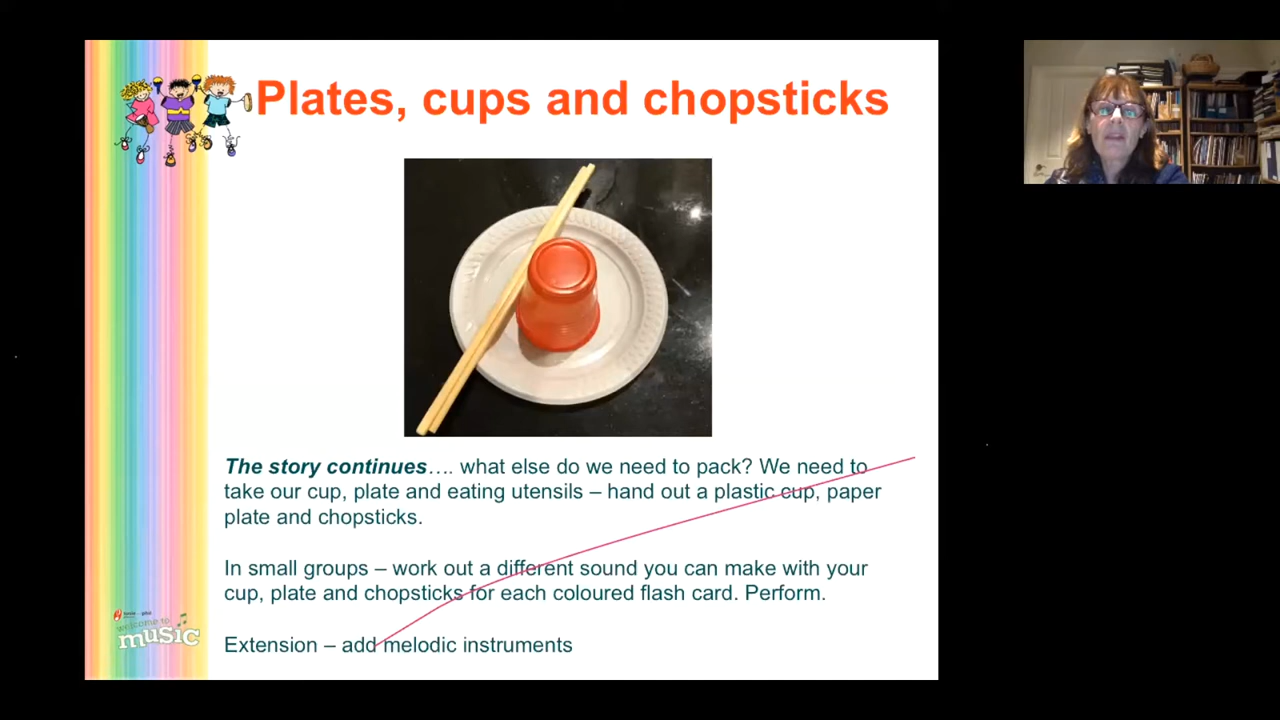 Plates, cups and chopsticks
The story continues…. what else do we need to pack? We need to
take our cup, plate and eating utensils – hand out a plastic cup, paper
plate and chopsticks.
In small groups – work out a different sound you can make with your
cup, plate and chopsticks for each coloured flash card. Perform.
Extension – add melodic instruments
welcome to
music